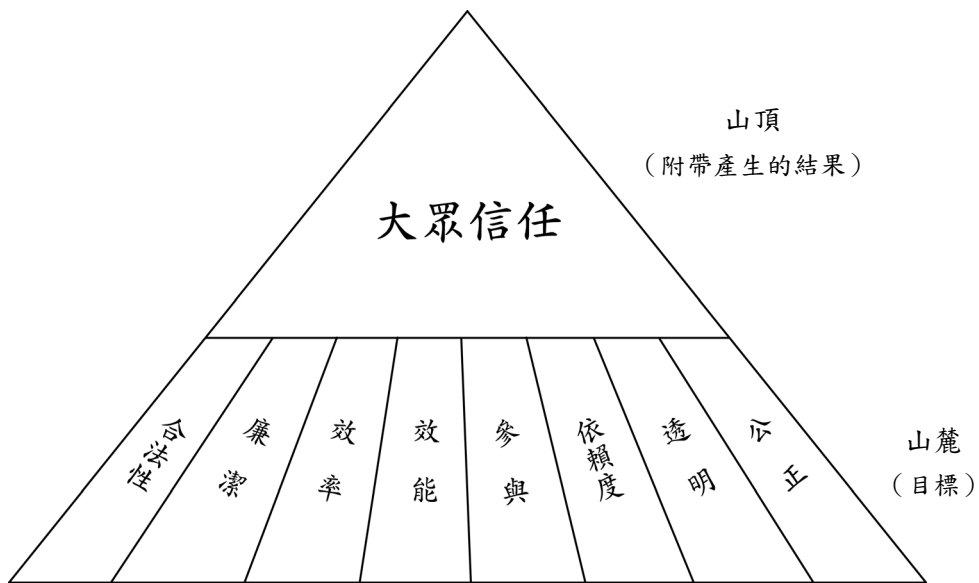 山頂
（附帶產生的結果）
大眾信任
合法性
廉潔
效率
效能
參與
依賴度
透明
公正
山麓
（目標）